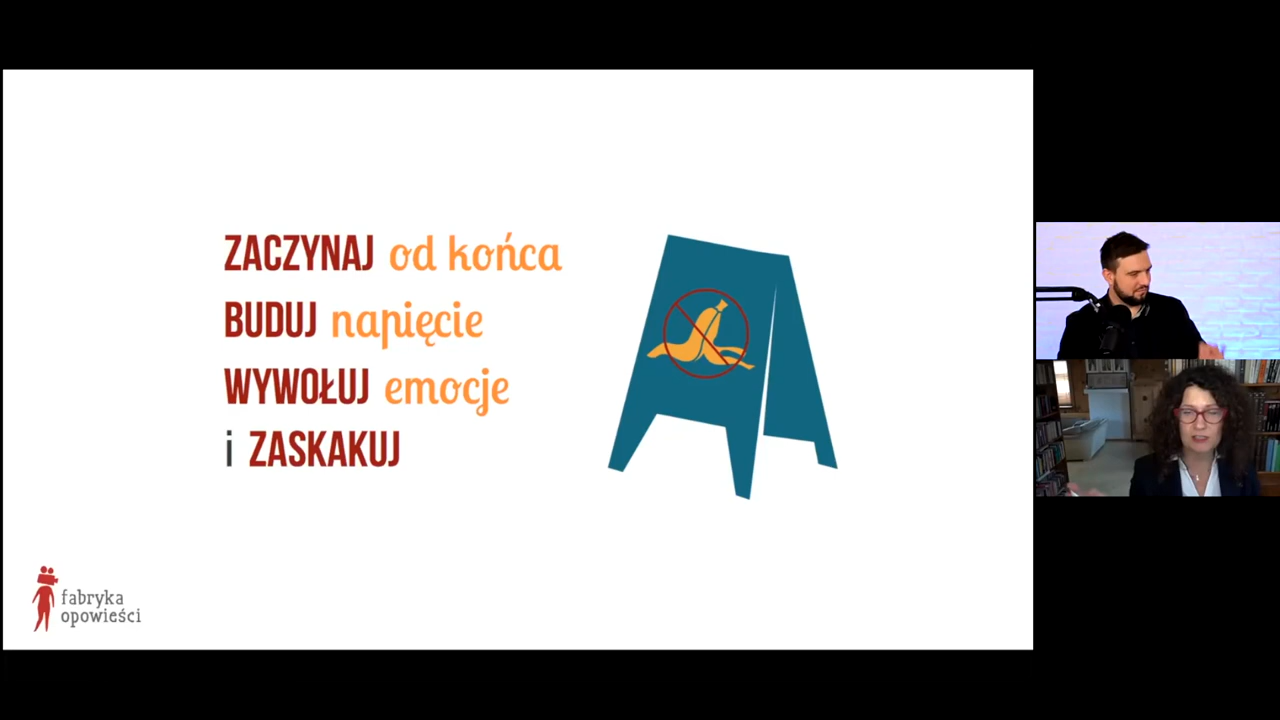 ZACZYNAJ od końca
BUDUJ napięcie
WYWOŁUJ emocje
i ZASKAKUJ
fabryka
opowieści